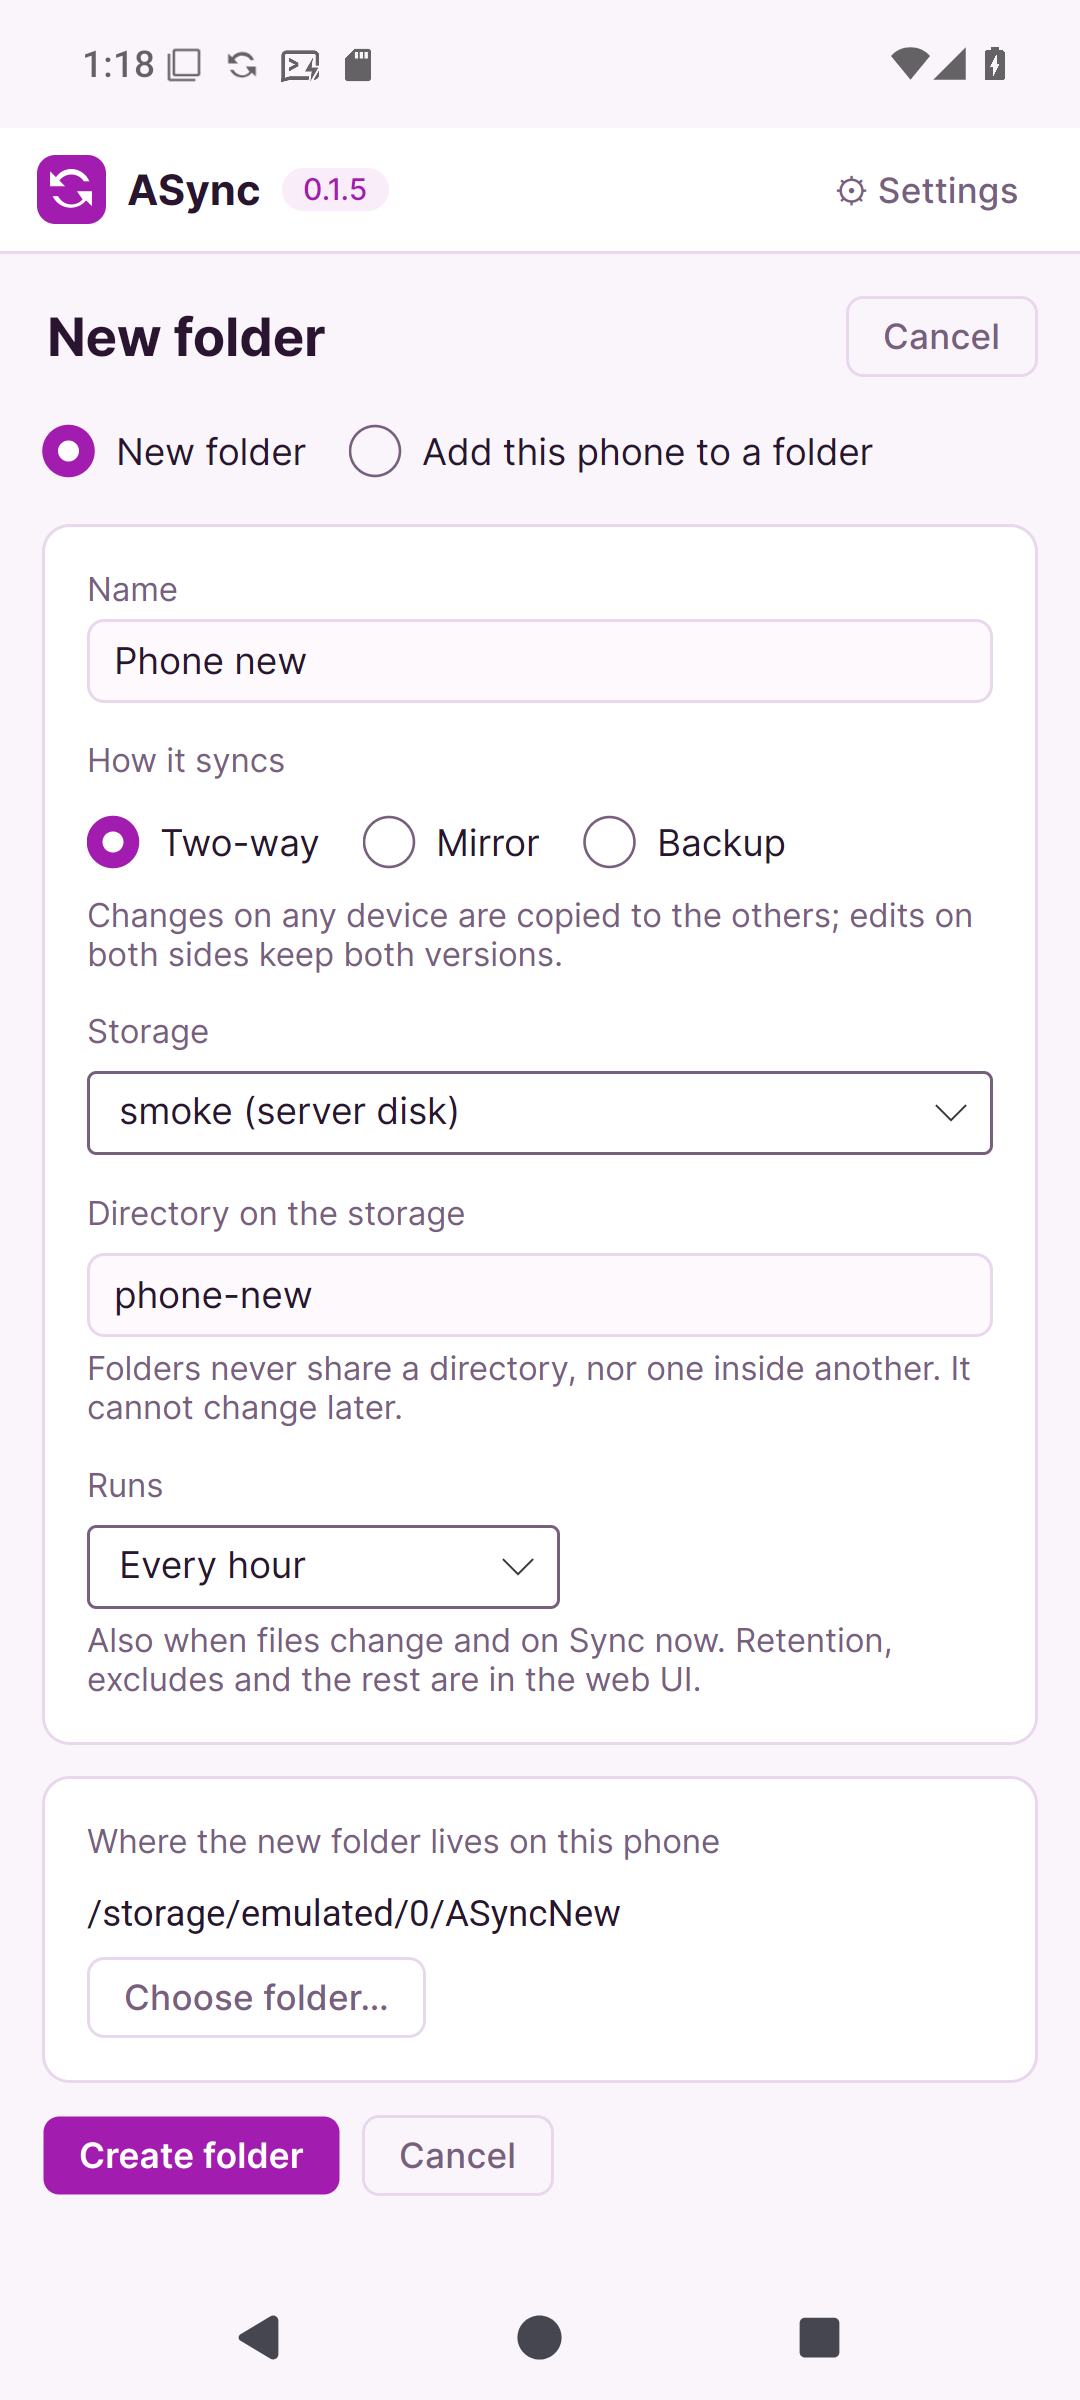 1:18
ASync 0.1.5 Settings
New folder Cancel
New folder Add this phone to a folder
Name
Phone new
How it syncs
Two-way Mirror Backup
Changes on any device are copied to the others; edits on
both sides keep both versions.
Storage
smoke (server disk)
Directory on the storage
phone-new
Folders never share a directory, nor one inside another. It
cannot change later.
Runs
Every hour
Also when files change and on Sync now. Retention,
excludes and the rest are in the web UI.
Where the new folder lives on this phone
/storage/emulated/0/ASyncNew
Choose folder...
Create folder Cancel